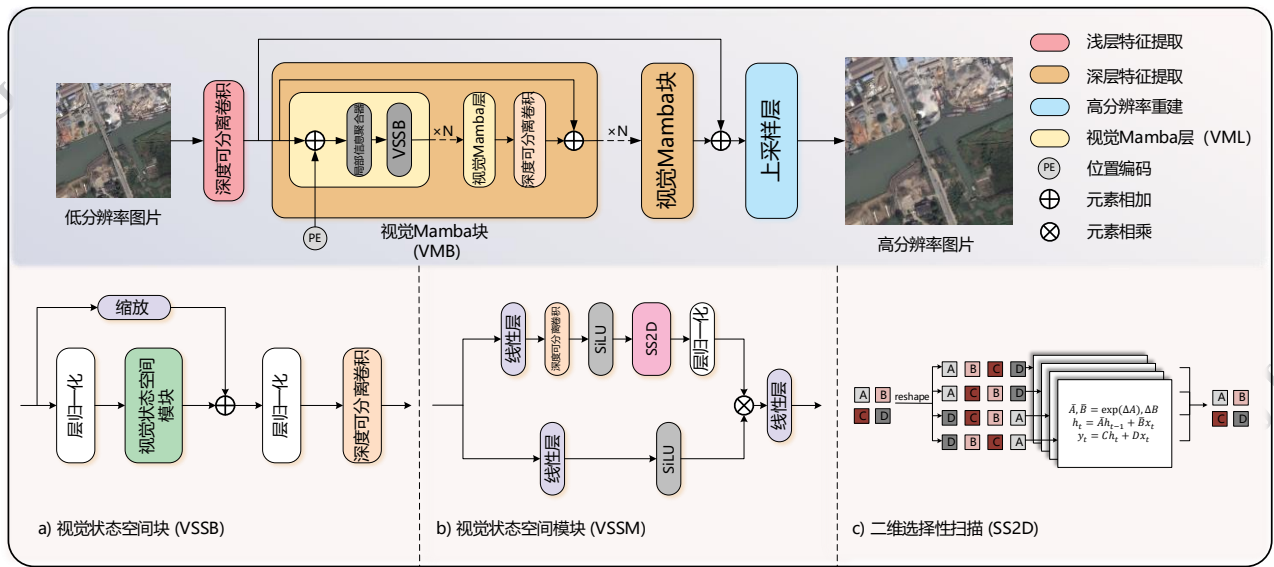 低分辨率图片
深度可分离卷积
PE
局部信息聚合器
VSSB
×N
视觉Mamba层
深度可分离卷积
视觉Mamba块
(VMB)
×N
视觉Mamba块
上采样层
高分辨率图片
浅层特征提取
深层特征提取
高分辨率重建
视觉Mamba层（VML）
PE
位置编码
元素相加
元素相乘
缩放
层归一化
视觉状态空间
模块
层归一化
深度可分离卷积
a) 视觉状态空间块 (VSSB)
线性层
深度可分离卷积
SiLU
SS2D
层归一化
线性层
SiLU
线性层
b) 视觉状态空间模块 (VSSM)
A B
C D
reshape
A B C D
A C B D
D C B A
D B C A
Ā, B̄ = exp(ΔA), ΔB
hₜ = Āhₜ₋₁ + B̄xₜ
yₜ = Chₜ + Dxₜ
A B
C D
c) 二维选择性扫描 (SS2D)